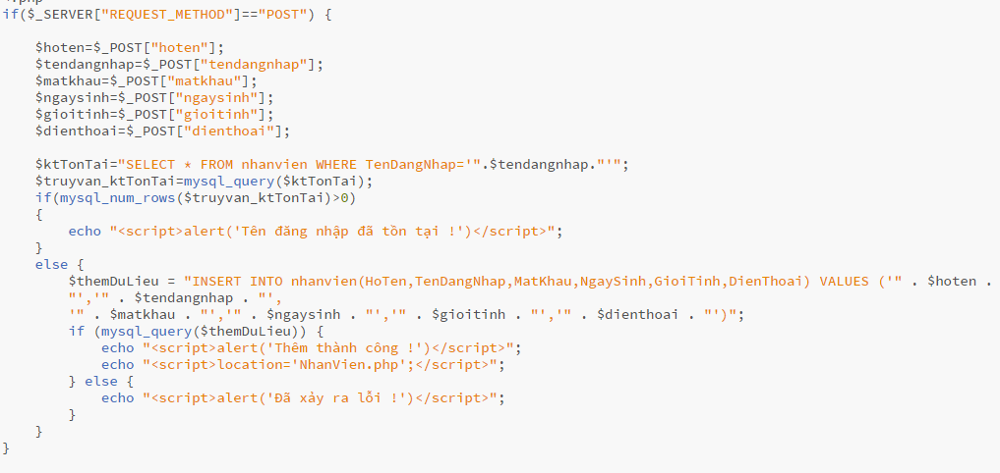 if($_SERVER["REQUEST_METHOD"]=="POST") {
$hoten=$_POST["hoten"];
$tendangnhap=$_POST["tendangnhap"];
$matkhau=$_POST["matkhau"];
$ngaysinh=$_POST["ngaysinh"];
$gioitinh=$_POST["gioitinh"];
$dienthoai=$_POST["dienthoai"];
$ktTonTai="SELECT * FROM nhanvien WHERE TenDangNhap='".$tendangnhap."'";
$truyvan_ktTonTai=mysql_query($ktTonTai);
if(mysql_num_rows($truyvan_ktTonTai)>0)
{
echo "<script>alert('Tên đăng nhập đã tồn tại !')</script>";
}
else {
$themDuLieu = "INSERT INTO nhanvien(HoTen,TenDangNhap,MatKhau,NgaySinh,GioiTinh,DienThoai) VALUES ('" . $hoten .
"','" . $tendangnhap . "',
'" . $matkhau . "','" . $ngaysinh . "','" . $gioitinh . "','" . $dienthoai . "')";
if (mysql_query($themDuLieu)) {
echo "<script>alert('Thêm thành công !')</script>";
echo "<script>location='NhanVien.php';</script>";
} else {
echo "<script>alert('Đã xảy ra lỗi !')</script>";
}
}
}